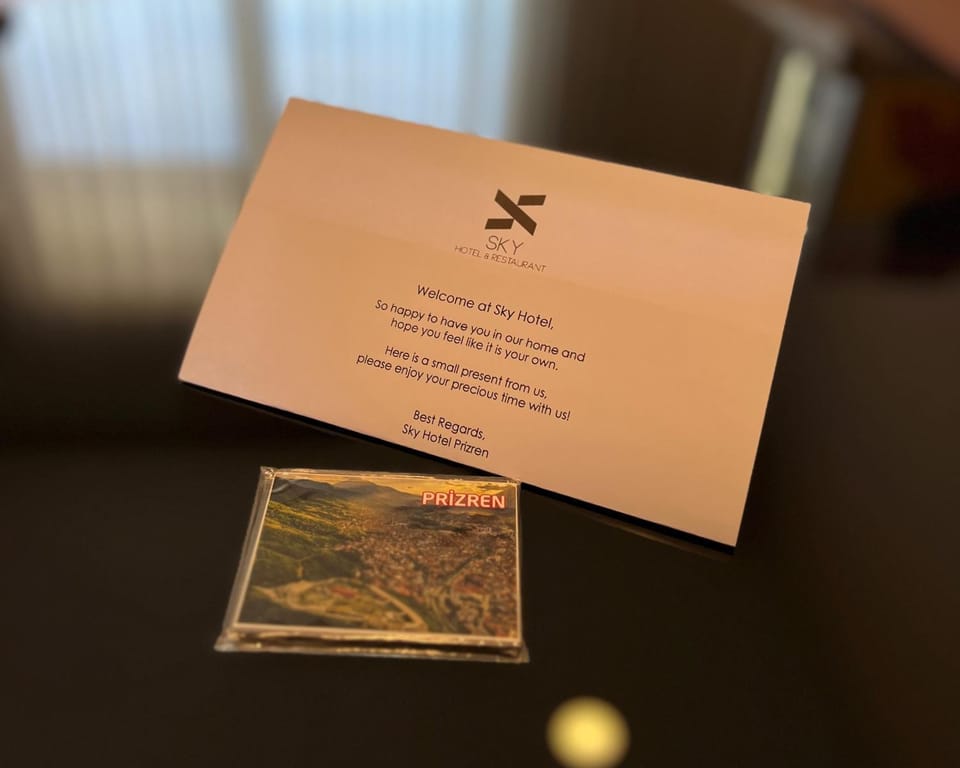 SKY
HOTEL & RESTAURANT
Welcome at Sky Hotel,
So happy to have you in our home and
hope you feel like it is your own.
Here is a small present from us,
please enjoy your precious time with us!
Best Regards,
Sky Hotel Prizren
PRİZREN